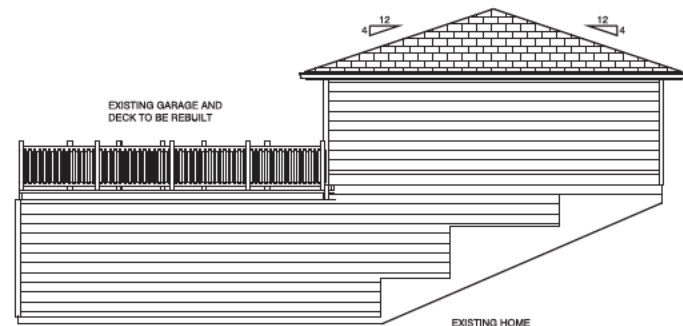 12
4
12
4
EXISTING GARAGE AND
DECK TO BE REBUILT
EXISTING HOME